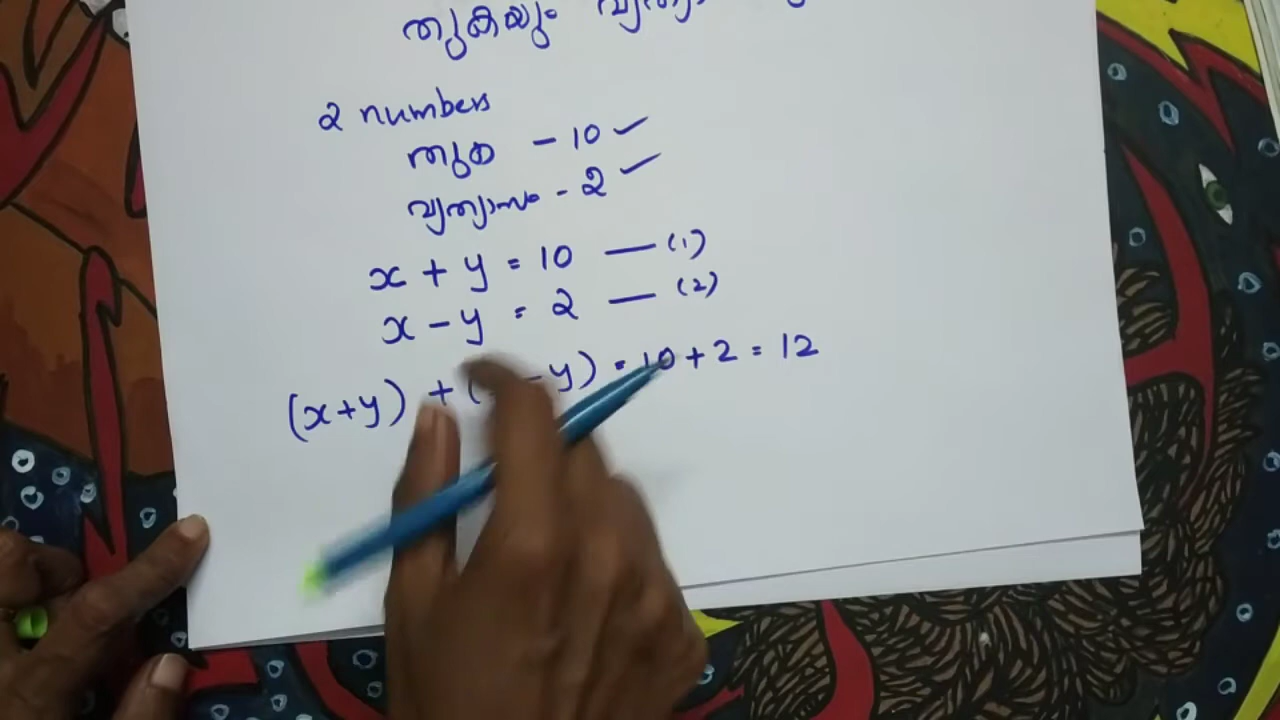 തുകയും
2 numbers
തുക - 10 ✓
വ്യത്യാസം - 2 ✓
x + y = 10 — (1)
x - y = 2 — (2)
(x+y) + ( - y) = 10 + 2 = 12